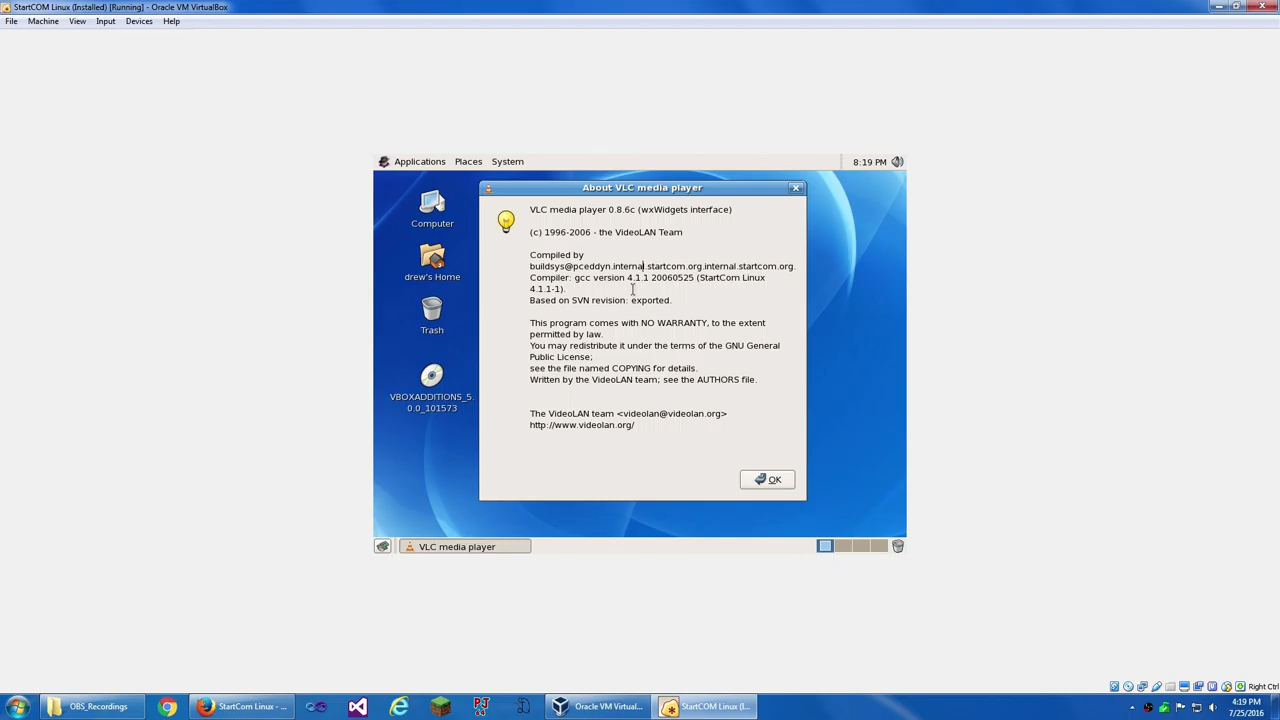 StartCOM Linux (Installed) [Running] - Oracle VM VirtualBox
File Machine View Input Devices Help
Applications Places System 8:19 PM
About VLC media player
Computer
drew's Home
Trash
VBOXADDITIONS_5.
0.0_101573
VLC media player 0.8.6c (wxWidgets interface)
(c) 1996-2006 - the VideoLAN Team
Compiled by
buildsys@pceddyn.internal.startcom.org.internal.startcom.org.
Compiler: gcc version 4.1.1 20060525 (StartCom Linux
4.1.1-1).
Based on SVN revision: exported.
This program comes with NO WARRANTY, to the extent
permitted by law.
You may redistribute it under the terms of the GNU General
Public License;
see the file named COPYING for details.
Written by the VideoLAN team; see the AUTHORS file.
The VideoLAN team <videolan@videolan.org>
http://www.videolan.org/
OK
VLC media player
Right Ctrl
OBS_Recordings
StartCom Linux - ...
Oracle VM Virtual...
StartCOM Linux (I...
4:19 PM
7/25/2016